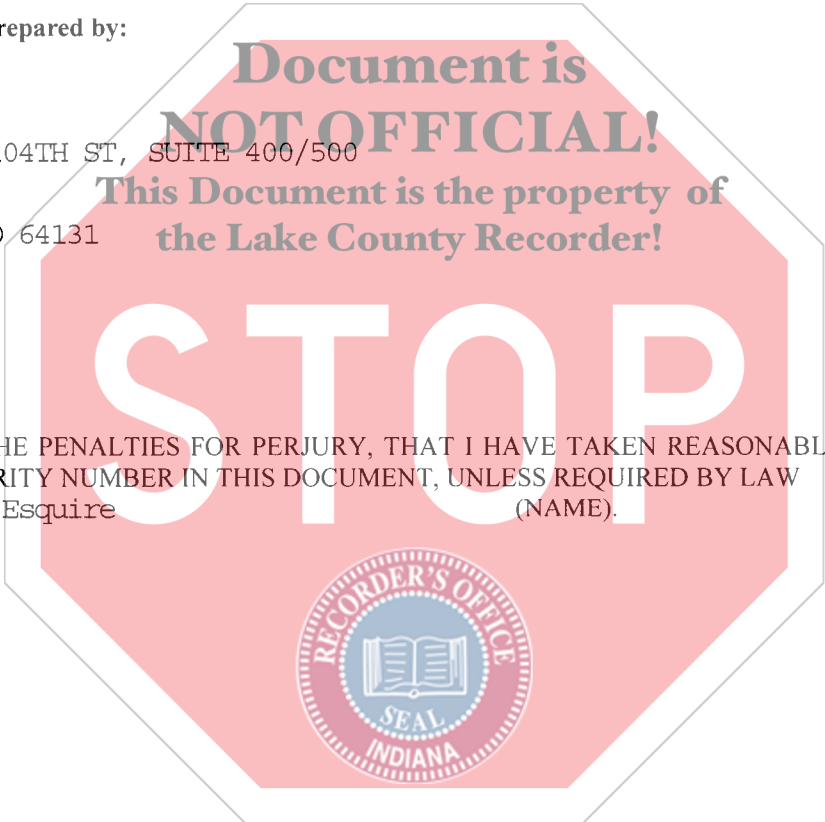 repared by:
Document is
NOT OFFICIAL!
04TH ST, SUITE 400/500
This Document is the property of
64131
the Lake County Recorder!
STOP
HE PENALTIES FOR PERJURY, THAT I HAVE TAKEN REASONABL
RITY NUMBER IN THIS DOCUMENT, UNLESS REQUIRED BY LAW
Esquire (NAME).
RECORDER'S OFFICE
SEAL
INDIANA